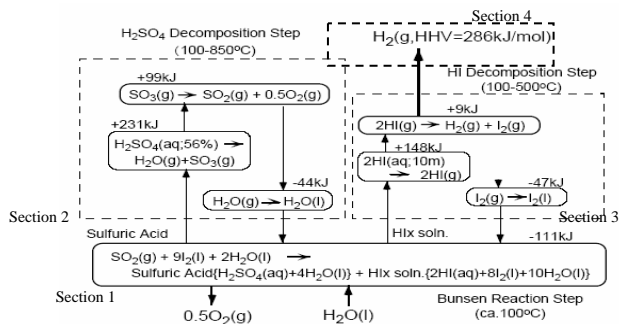 Section 4
H₂SO₄ Decomposition Step
(100-850ºC)
H₂(g,HHV=286kJ/mol)
HI Decomposition Step
(100-500ºC)
+99kJ
SO₃(g) → SO₂(g) + 0.5O₂(g)
+9kJ
2HI(g) → H₂(g) + I₂(g)
+231kJ
H₂SO₄(aq;56%) →
H₂O(g)+SO₃(g)
+148kJ
2HI(aq;10m)
→ 2HI(g)
-44kJ
H₂O(g) → H₂O(l)
-47kJ
I₂(g) → I₂(l)
Section 2
Section 3
Sulfuric Acid
HIx soln.
-111kJ
SO₂(g) + 9I₂(l) + 2H₂O(l) →
Sulfuric Acid{H₂SO₄(aq)+4H₂O(l)} + HIx soln.{2HI(aq)+8I₂(l)+10H₂O(l)}
Section 1
Bunsen Reaction Step
(ca.100ºC)
0.5O₂(g)
H₂O(l)